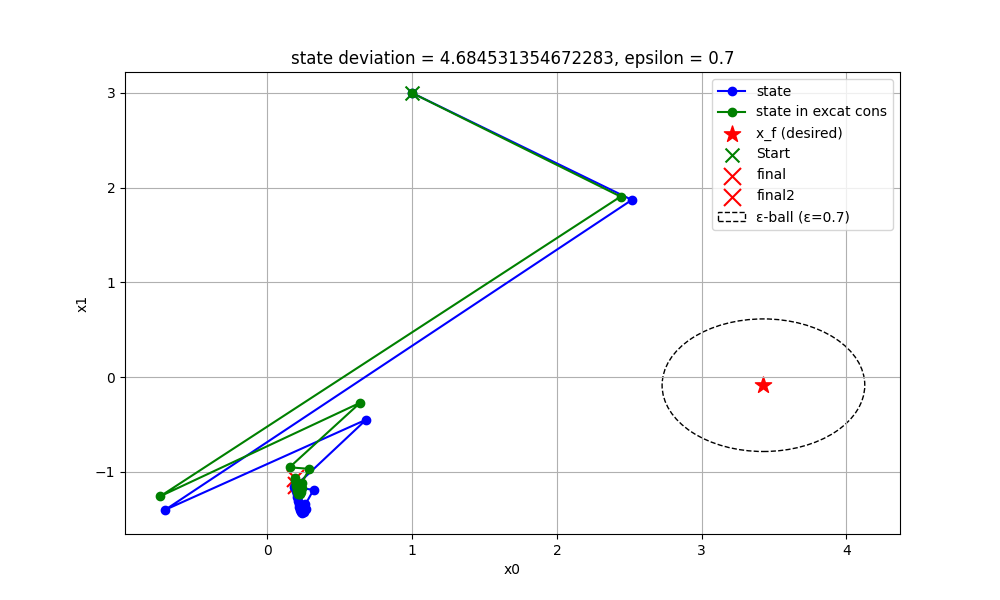 state deviation = 4.684531354672283, epsilon = 0.7
state
state in excat cons
x_f (desired)
Start
final
final2
ε-ball (ε=0.7)
3
2
1
0
−1
x1
0 1 2 3 4
x0